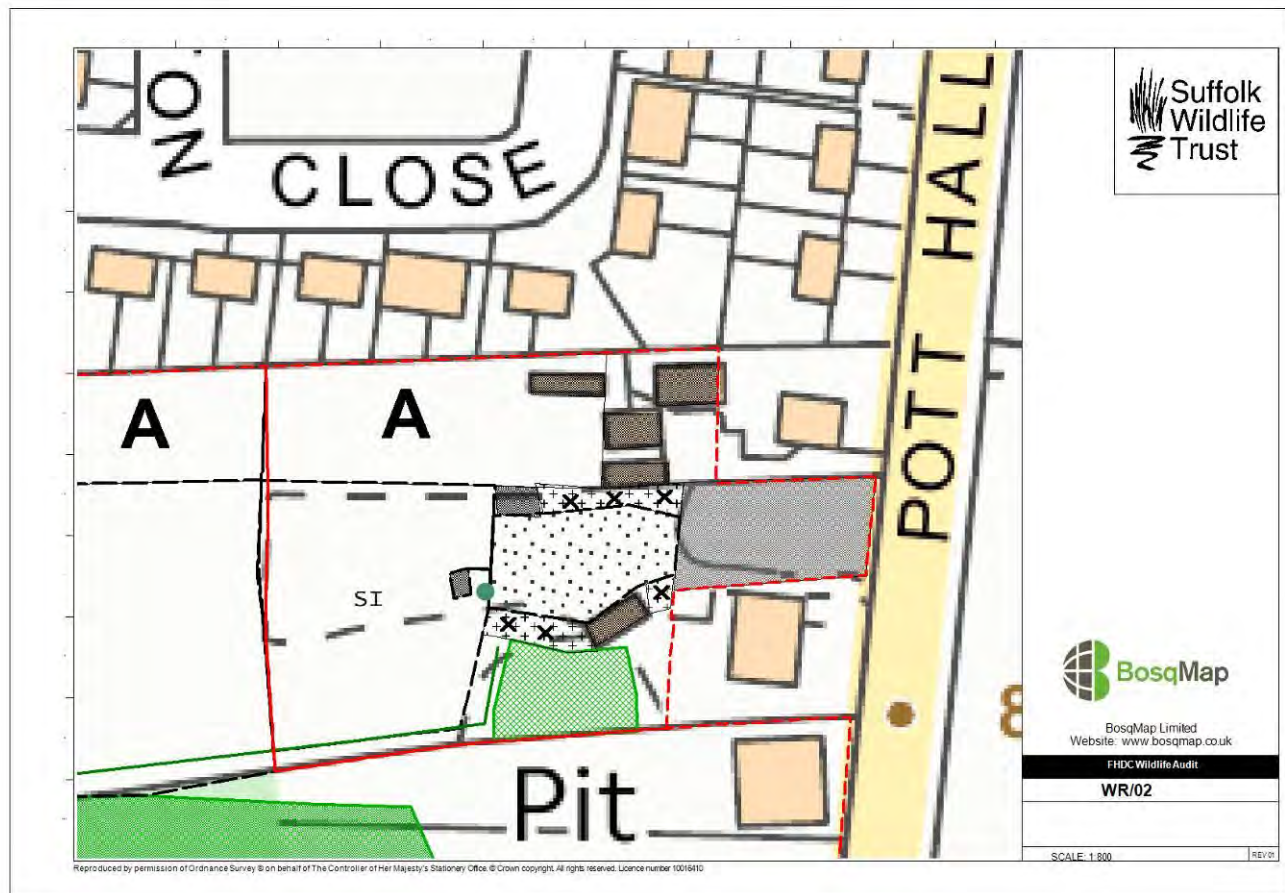 ON
CLOSE
POTT HALL
A
A
SI
Pit
8
Suffolk
Wildlife
Trust
BosqMap
BosqMap Limited
Website: www.bosqmap.co.uk
FHDC Wildlife Audit
WR/02
SCALE: 1:800
REV 01
Reproduced by permission of Ordnance Survey ® on behalf of The Controller of Her Majesty's Stationery Office. © Crown copyright. All rights reserved. Licence number 10016410